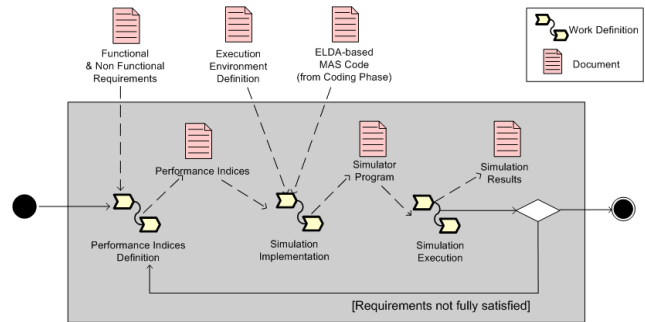 Functional
& Non Functional
Requirements
Execution
Environment
Definition
ELDA-based
MAS Code
(from Coding Phase)
Work Definition
Document
Performance Indices
Simulator
Program
Simulation
Results
Performance Indices
Definition
Simulation
Implementation
Simulation
Execution
[Requirements not fully satisfied]